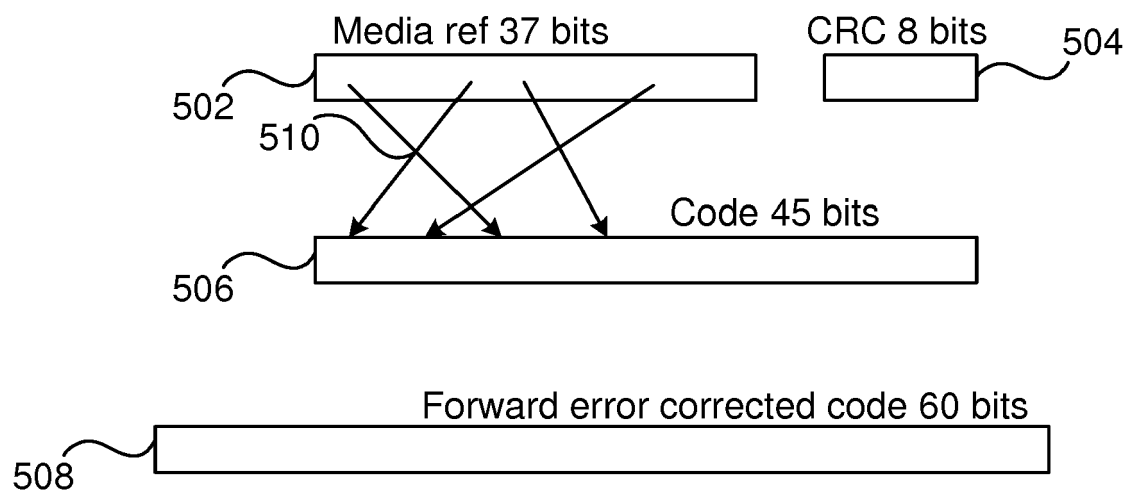 Media ref 37 bits
CRC 8 bits
504
502
510
Code 45 bits
506
Forward error corrected code 60 bits
508